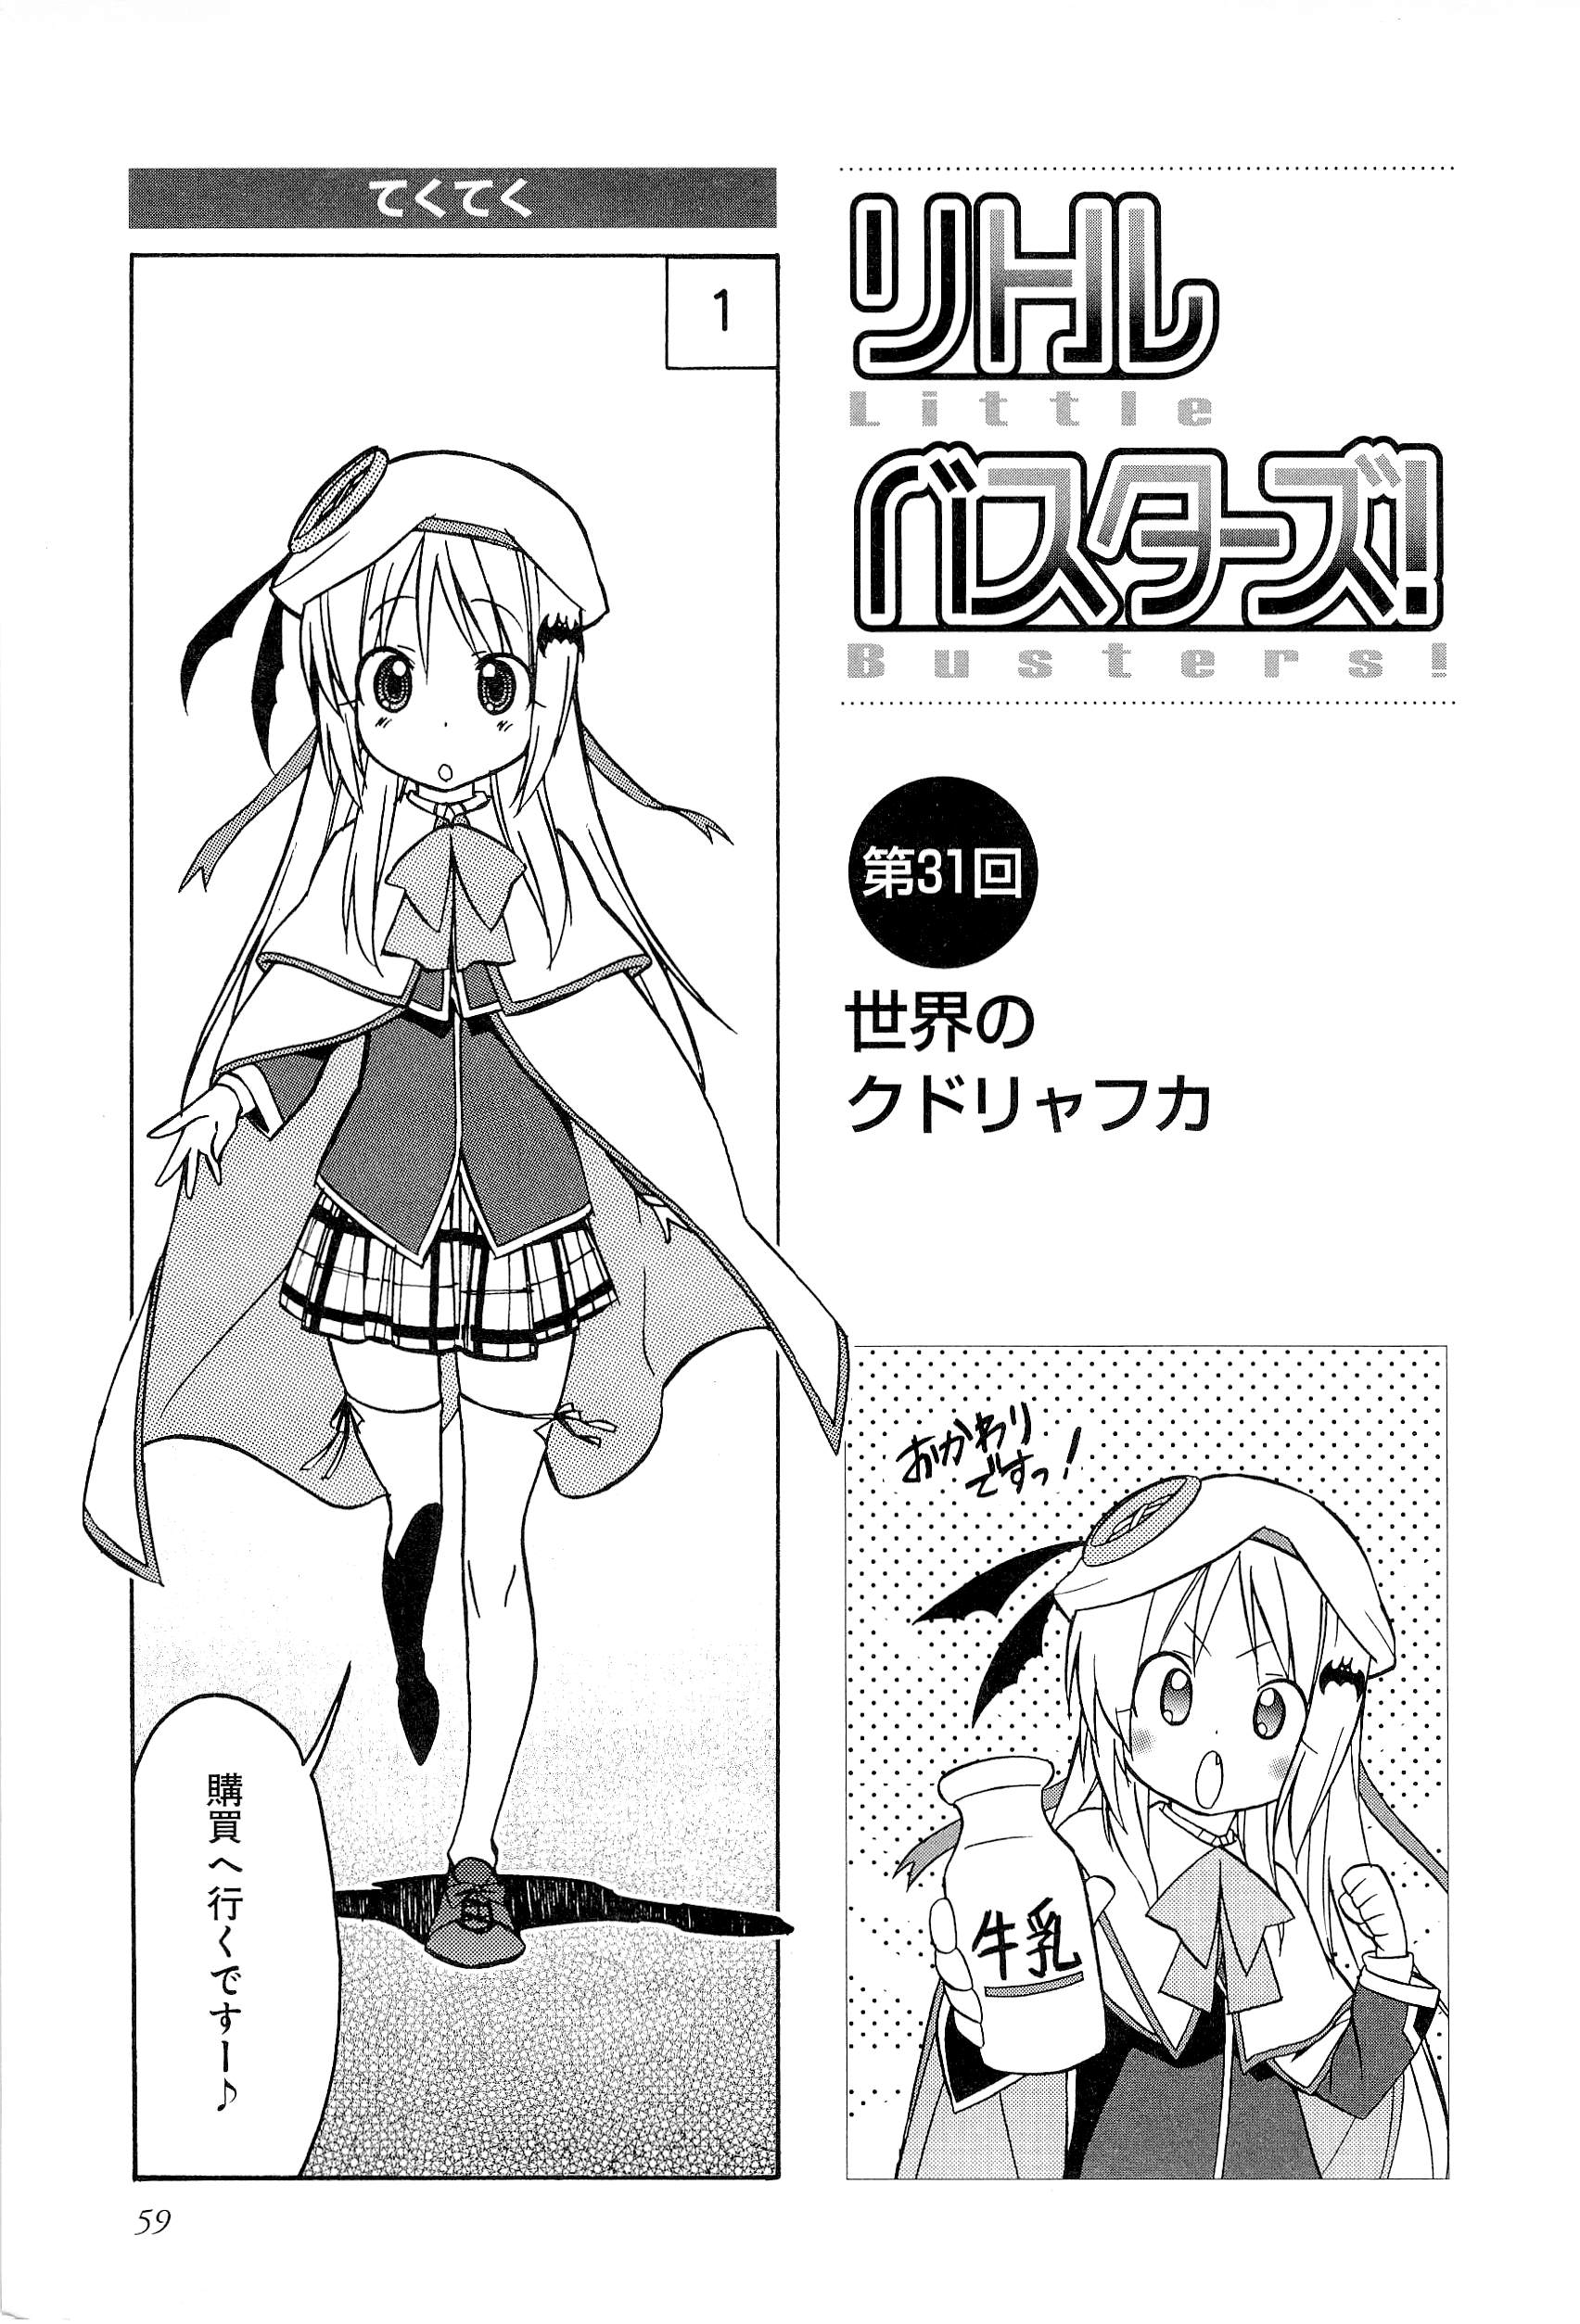 リトル
Little
バスターズ!
Busters!
第31回
世界の
クドリャフカ
おかわり
ですっ!
牛乳
てくてく
1
購買へ行くですー♪
59